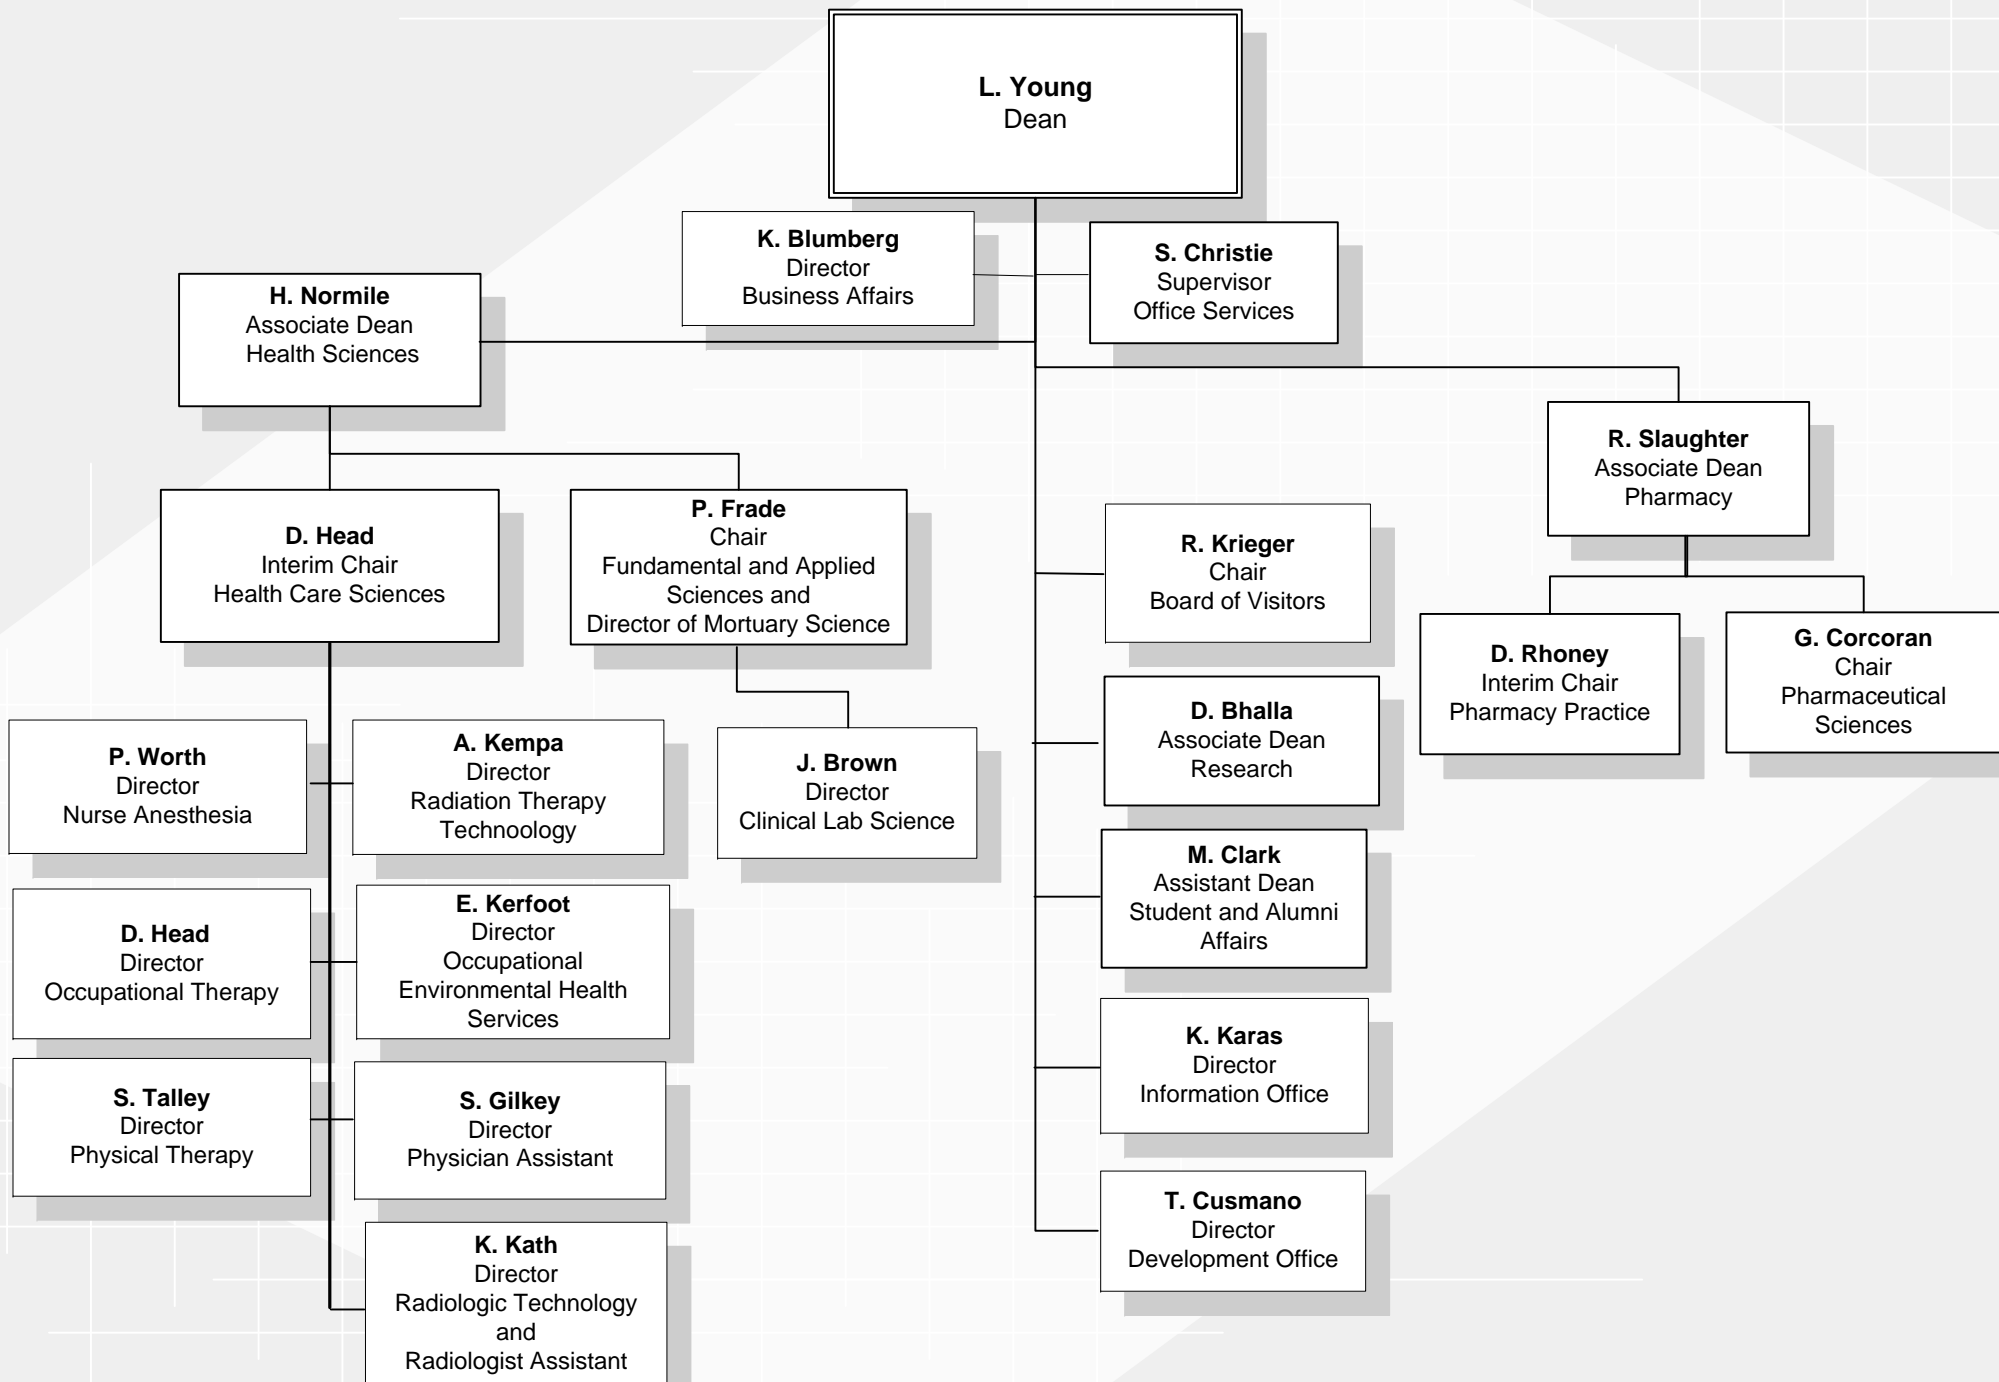 L. Young
Dean
K. Blumberg
Director
Business Affairs
S. Christie
Supervisor
Office Services
H. Normile
Associate Dean
Health Sciences
R. Slaughter
Associate Dean
Pharmacy
D. Head
Interim Chair
Health Care Sciences
P. Frade
Chair
Fundamental and Applied
Sciences and
Director of Mortuary Science
R. Krieger
Chair
Board of Visitors
D. Rhoney
Interim Chair
Pharmacy Practice
G. Corcoran
Chair
Pharmaceutical
Sciences
D. Bhalla
Associate Dean
Research
P. Worth
Director
Nurse Anesthesia
A. Kempa
Director
Radiation Therapy
Technoology
J. Brown
Director
Clinical Lab Science
M. Clark
Assistant Dean
Student and Alumni
Affairs
D. Head
Director
Occupational Therapy
E. Kerfoot
Director
Occupational
Environmental Health
Services
K. Karas
Director
Information Office
S. Talley
Director
Physical Therapy
S. Gilkey
Director
Physician Assistant
T. Cusmano
Director
Development Office
K. Kath
Director
Radiologic Technology
and
Radiologist Assistant